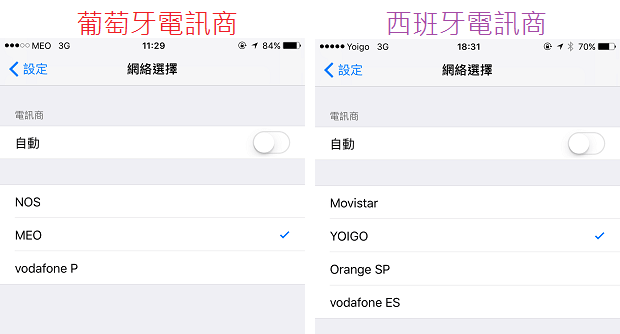 葡萄牙電訊商
MEO 3G 11:29 84%
設定 網絡選擇
電訊商
自動
NOS
MEO
vodafone P
西班牙電訊商
Yoigo 3G 18:31 70%
設定 網絡選擇
電訊商
自動
Movistar
YOIGO
Orange SP
vodafone ES